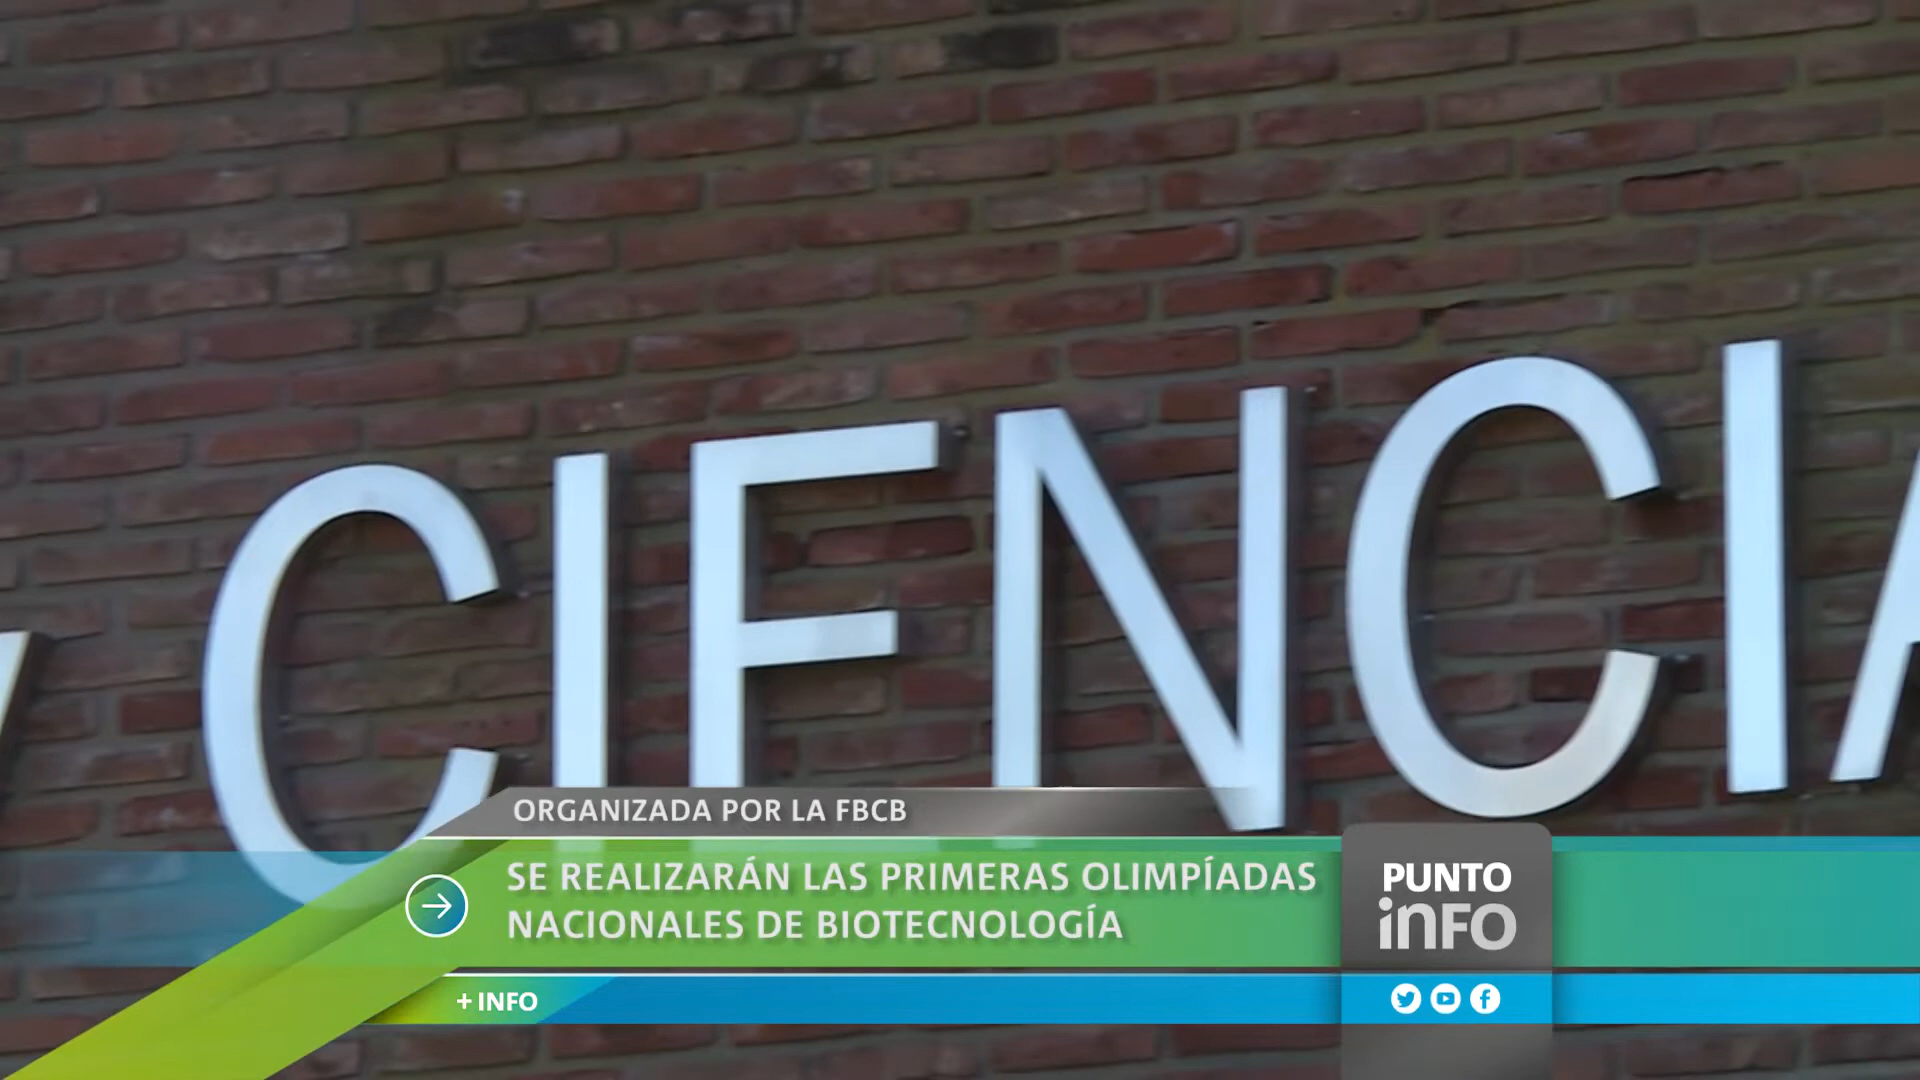 CIENCIA
ORGANIZADA POR LA FBCB
SE REALIZARÁN LAS PRIMERAS OLIMPÍADAS
NACIONALES DE BIOTECNOLOGÍA
PUNTO
inFO
+ INFO